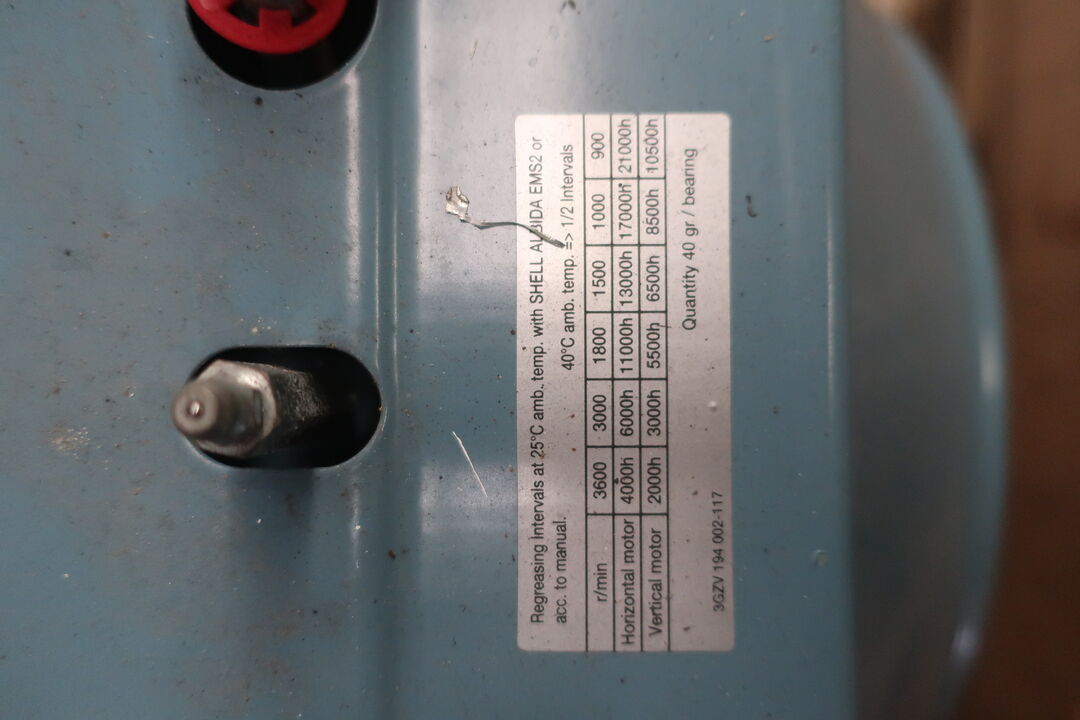 Regreasing Intervals at 25°C amb. temp. with SHELL ALBIDA EMS2 or
acc. to manual. 40°C amb. temp. => 1/2 Intervals
r/min 3600 3000 1800 1500 1000 900
Horizontal motor 4000h 6000h 11000h 13000h 17000h 21000h
Vertical motor 2000h 3000h 5500h 6500h 8500h 10500h
Quantity 40 gr / bearing
3GZV 194 002-117